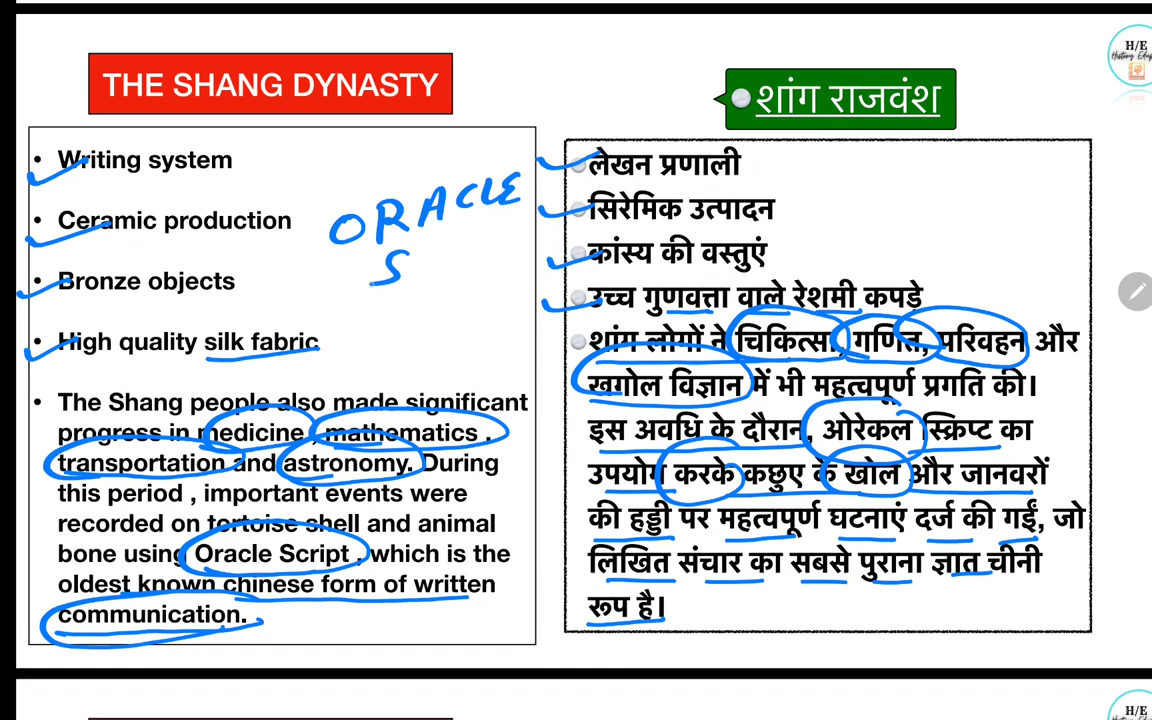 H/E
History Edu
THE SHANG DYNASTY
• Writing system
• Ceramic production
• Bronze objects
• High quality silk fabric
• The Shang people also made significant
progress in medicine , mathematics ,
transportation and astronomy. During
this period , important events were
recorded on tortoise shell and animal
bone using Oracle Script , which is the
oldest known chinese form of written
communication.
ORACLE
S
शांग राजवंश
लेखन प्रणाली
सिरेमिक उत्पादन
कांस्य की वस्तुएं
उच्च गुणवत्ता वाले रेशमी कपड़े
शांग लोगों ने चिकित्सा, गणित, परिवहन और
खगोल विज्ञान में भी महत्वपूर्ण प्रगति की।
इस अवधि के दौरान, ओरेकल स्क्रिप्ट का
उपयोग करके कछुए के खोल और जानवरों
की हड्डी पर महत्वपूर्ण घटनाएं दर्ज की गईं, जो
लिखित संचार का सबसे पुराना ज्ञात चीनी
रूप है।
H/E